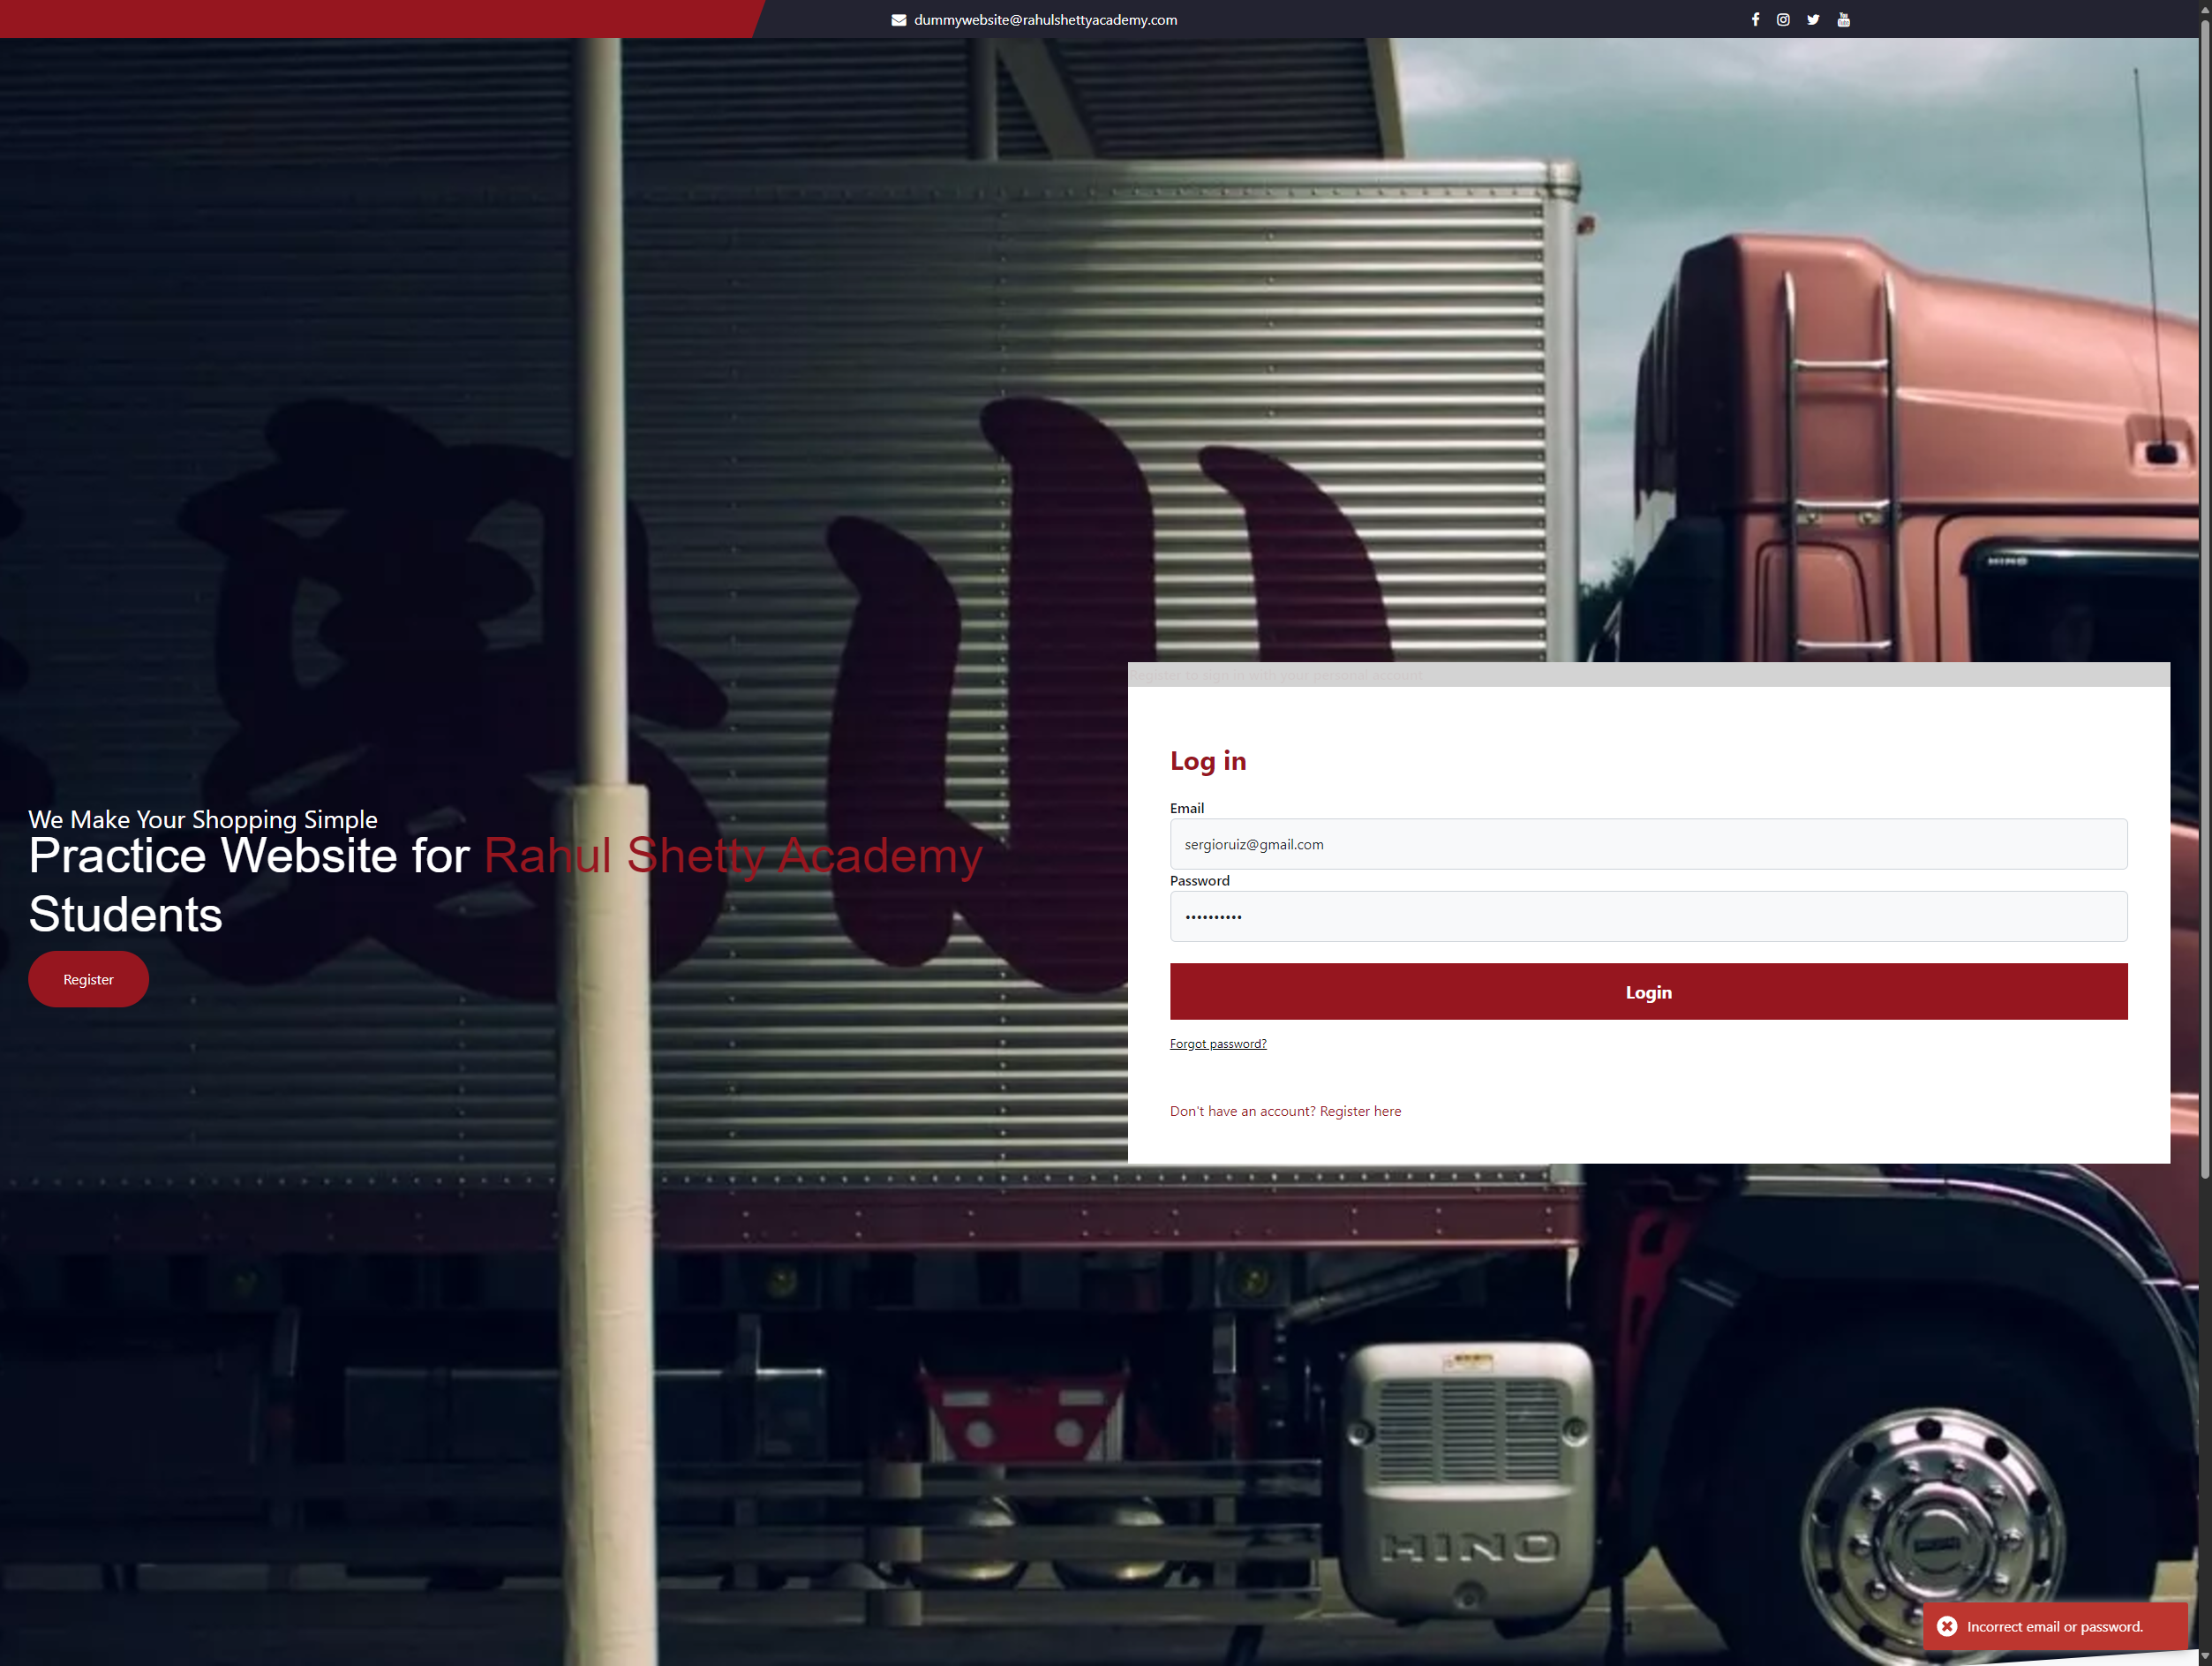 dummywebsite@rahulshettyacademy.com
Register to sign in with your personal account
Log in
Email
sergioruiz@gmail.com
Password
Login
Forgot password?
Don't have an account? Register here
We Make Your Shopping Simple
Practice Website for Rahul Shetty Academy
Students
Register
HINO
HINO
Incorrect email or password.